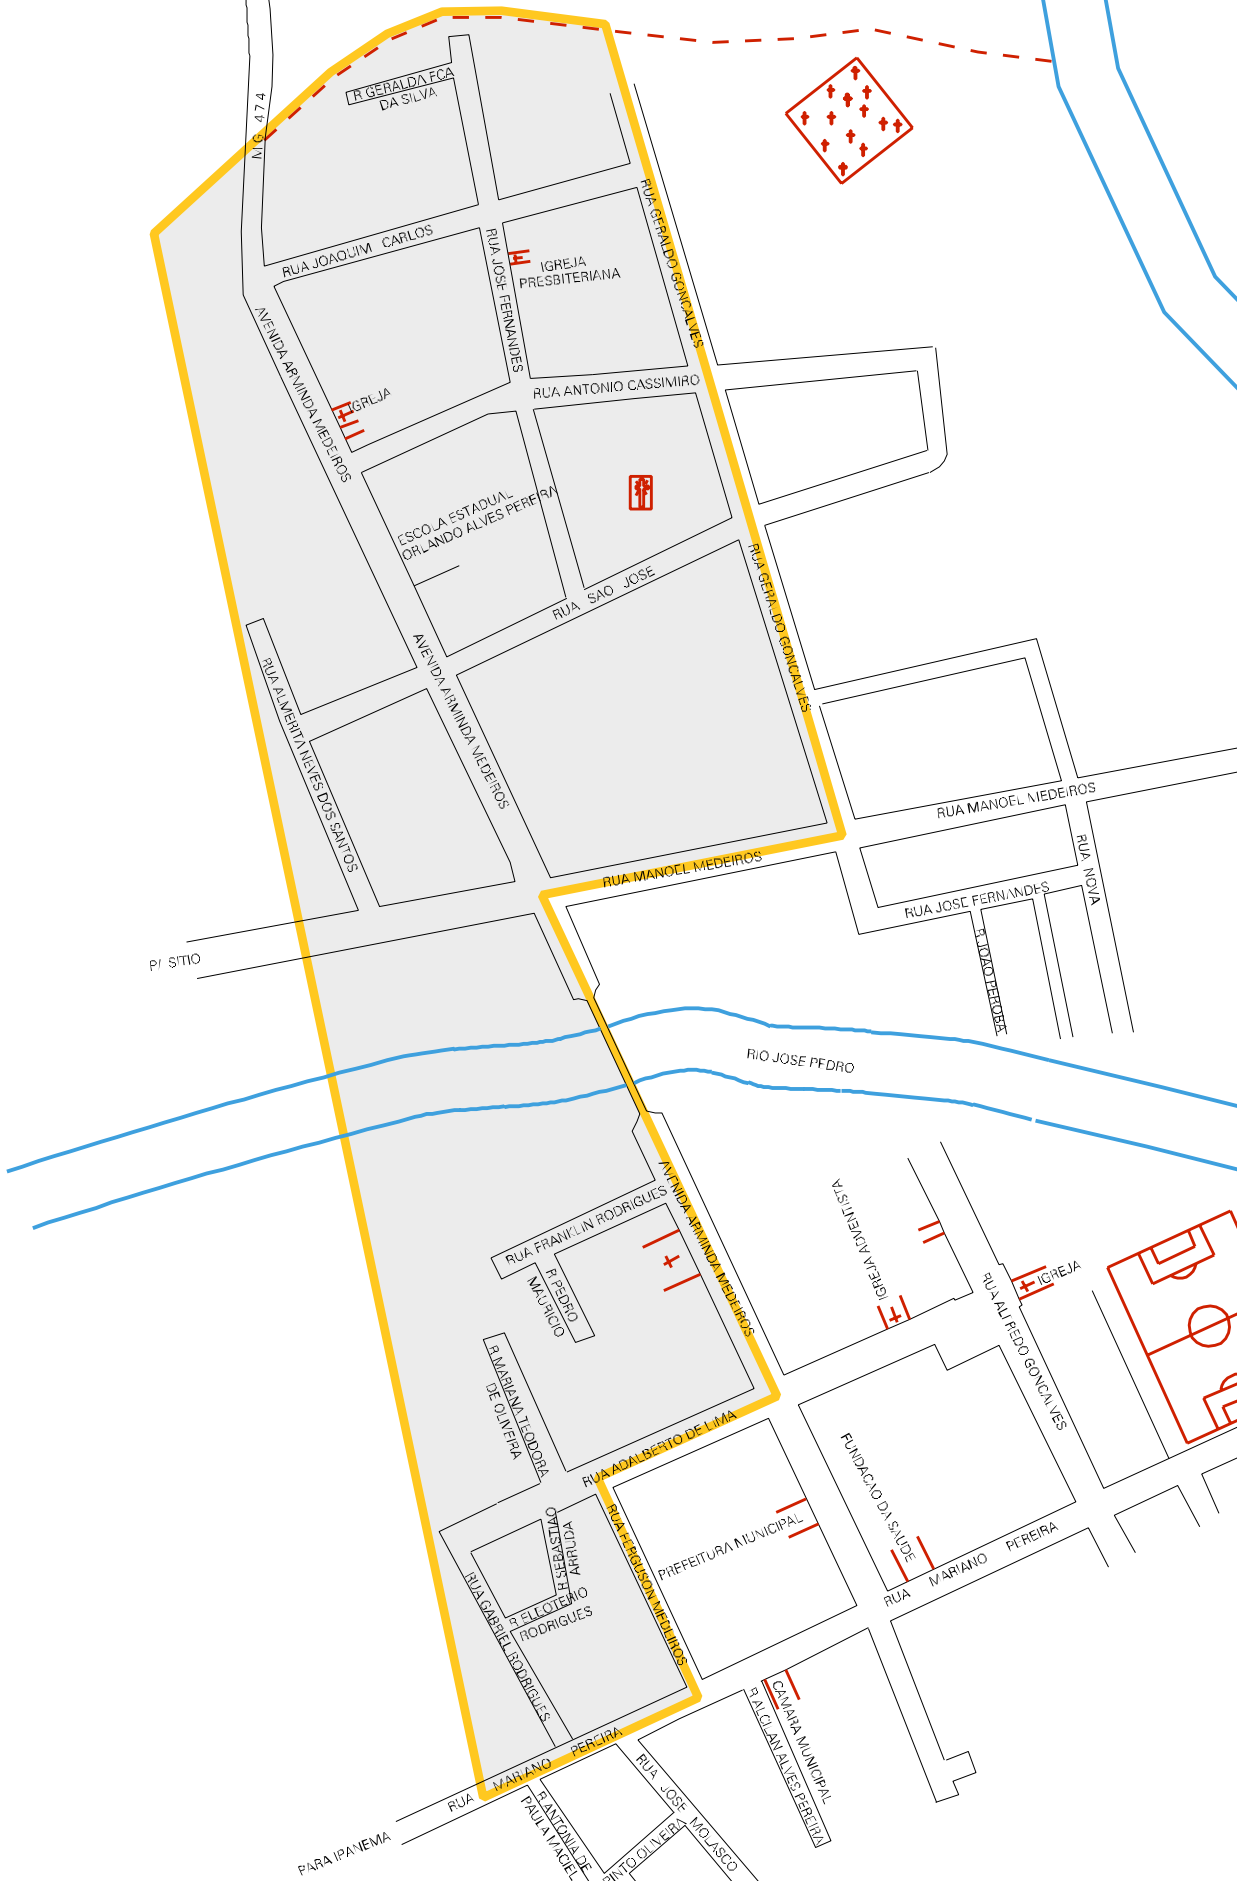 MG 474
R GERALDA FCA
DA SILVA
RUA JOAQUIM CARLOS
RUA JOSE FERNANDES
IGREJA
PRESBITERIANA
RUA GERALDO GONCALVES
AVENIDA ARMINDA MEDEIROS
IGREJA
RUA ANTONIO CASSIMIRO
ESCOLA ESTADUAL
ORLANDO ALVES PEREIRA
RUA SAO JOSE
RUA GERALDO GONCALVES
AVENIDA ARMINDA MEDEIROS
RUA ALMERITA NEVES DOS SANTOS
RUA MANOEL MEDEIROS
RUA MANOEL MEDEIROS
RUA NOVA
RUA JOSE FERNANDES
R JOAO PEROBA
P/ SITIO
RIO JOSE PEDRO
AVENIDA ARMINDA MEDEIROS
RUA FRANKLIN RODRIGUES
R PEDRO
MAURICIO
IGREJA ADVENTISTA
IGREJA
RUA ALFREDO GONCALVES
R MARIANA TEODORA
DE OLIVEIRA
RUA ADALBERTO DE LIMA
FUNDACAO DA SAUDE
PREFEITURA MUNICIPAL
RUA FERGUSON MEDEIROS
R SEBASTIAO
ARRUDA
R ELLOTERIO
RODRIGUES
RUA GABRIEL RODRIGUES
RUA MARIANO PEREIRA
CAMARA MUNICIPAL
R ALCILAN ALVES PEREIRA
RUA MARIANO PEREIRA
RUA JOSE MOLASCO
R ANTONIA DE
PAULA MACIEL
PINTO OLIVEIRA
PARA IPANEMA